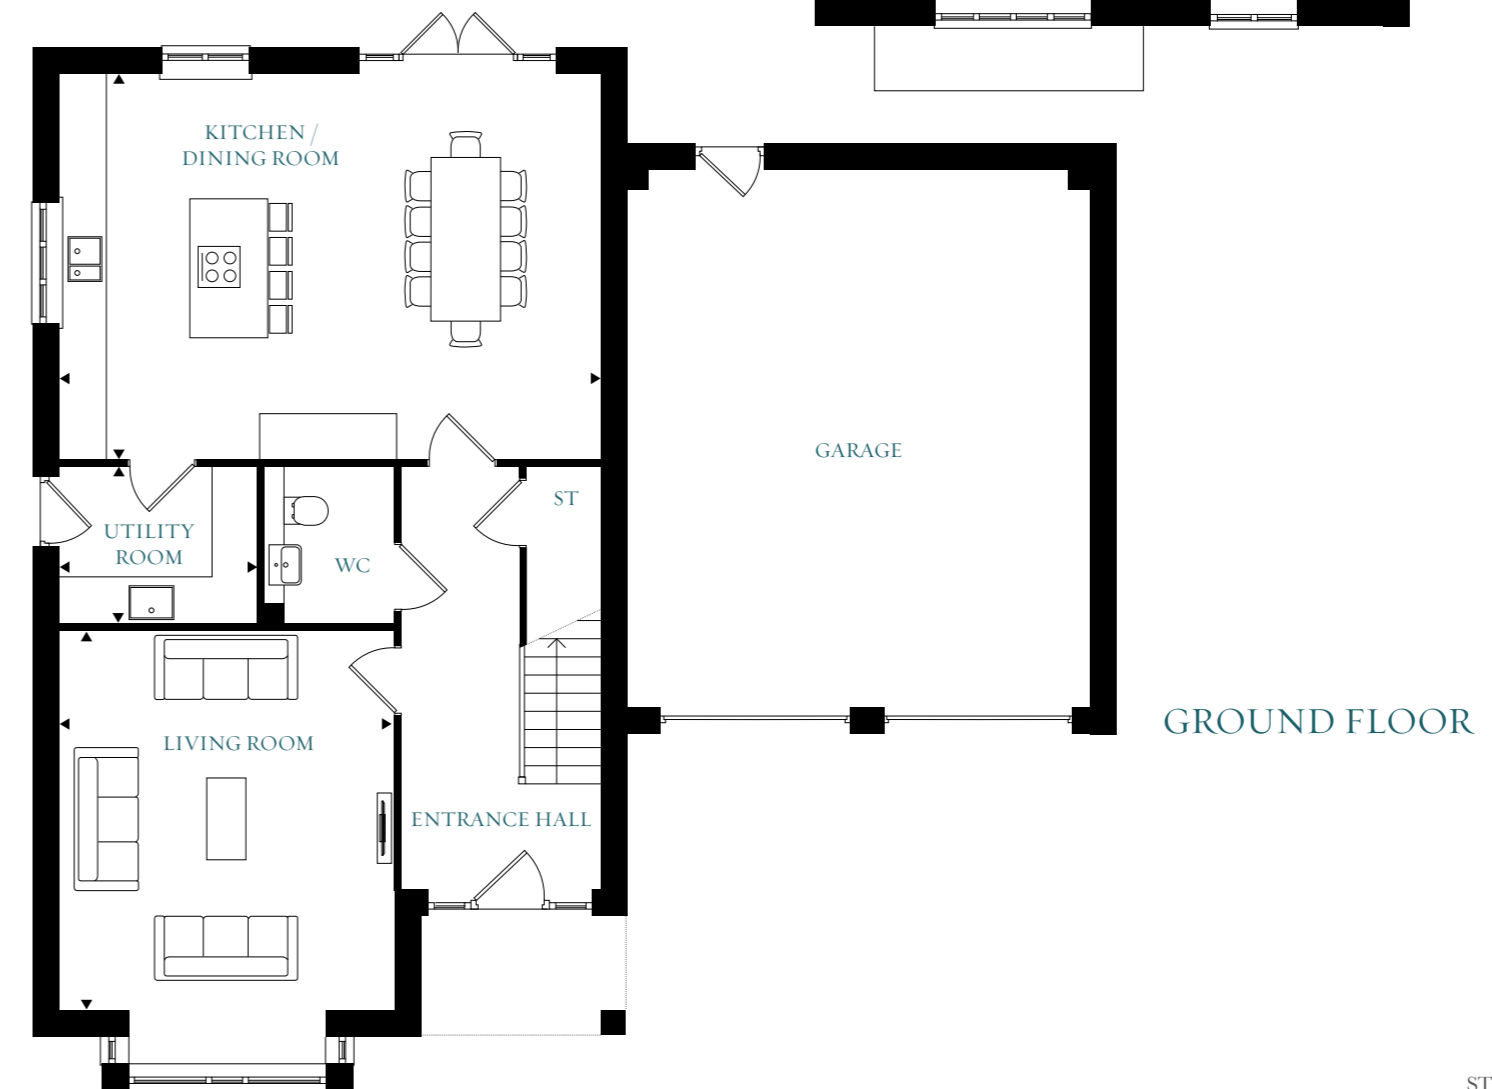 KITCHEN /
DINING ROOM
GARAGE
ST
UTILITY
ROOM
WC
GROUND FLOOR
LIVING ROOM
ENTRANCE HALL
ST